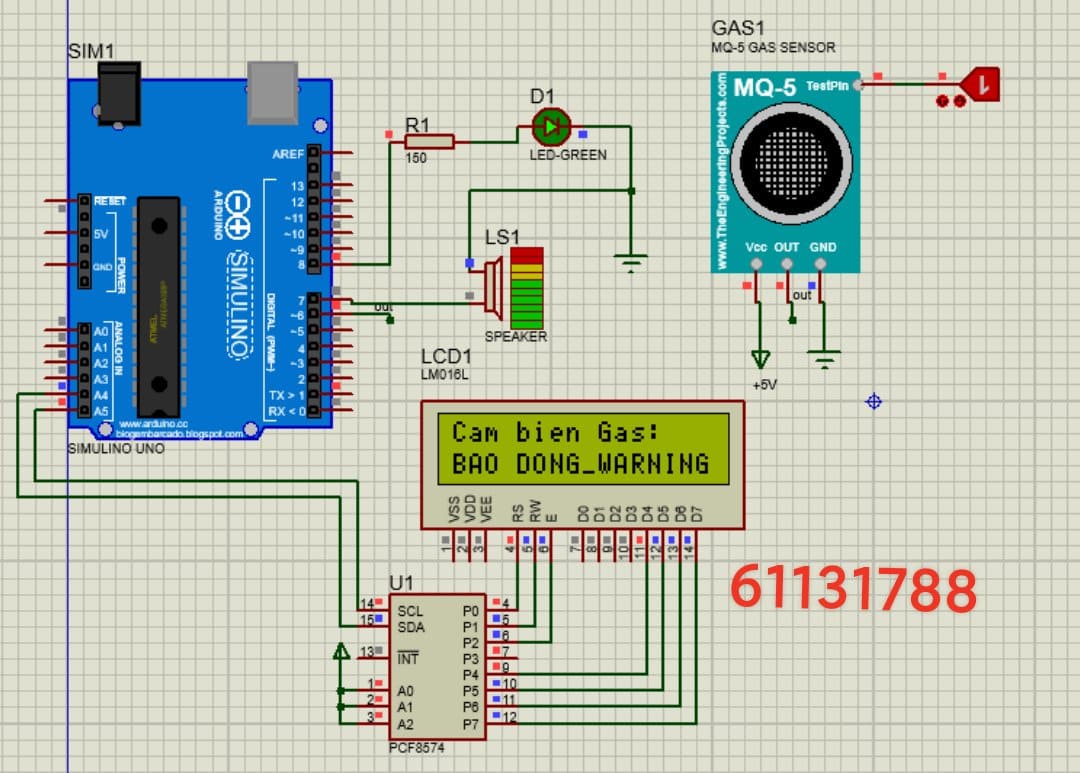 SIM1
RESET
5V
GND
POWER
A0
A1
A2
A3
A4
A5
ANALOG IN
ARDUINO
SIMULINO
AREF
13
12
~11
~10
~9
8
7
~6
~5
4
~3
2
TX > 1
RX < 0
DIGITAL (PWM~)
www.arduino.cc
blogembarcado.blogspot.com
SIMULINO UNO
R1
150
D1
LED-GREEN
LS1
SPEAKER
out
GAS1
MQ-5 GAS SENSOR
MQ-5
TestPin
www.TheEngineeringProjects.com
Vcc OUT GND
out
+5V
1
LCD1
LM016L
Cam bien Gas:
BAO DONG_WARNING
VSS
VDD
VEE
RS
RW
E
D0
D1
D2
D3
D4
D5
D6
D7
1
2
3
4
5
6
7
8
9
10
11
12
13
14
61131788
U1
14 SCL
15 SDA
13 INT
1 A0
2 A1
3 A2
P0 4
P1 5
P2 6
P3 7
P4 9
P5 10
P6 11
P7 12
PCF8574